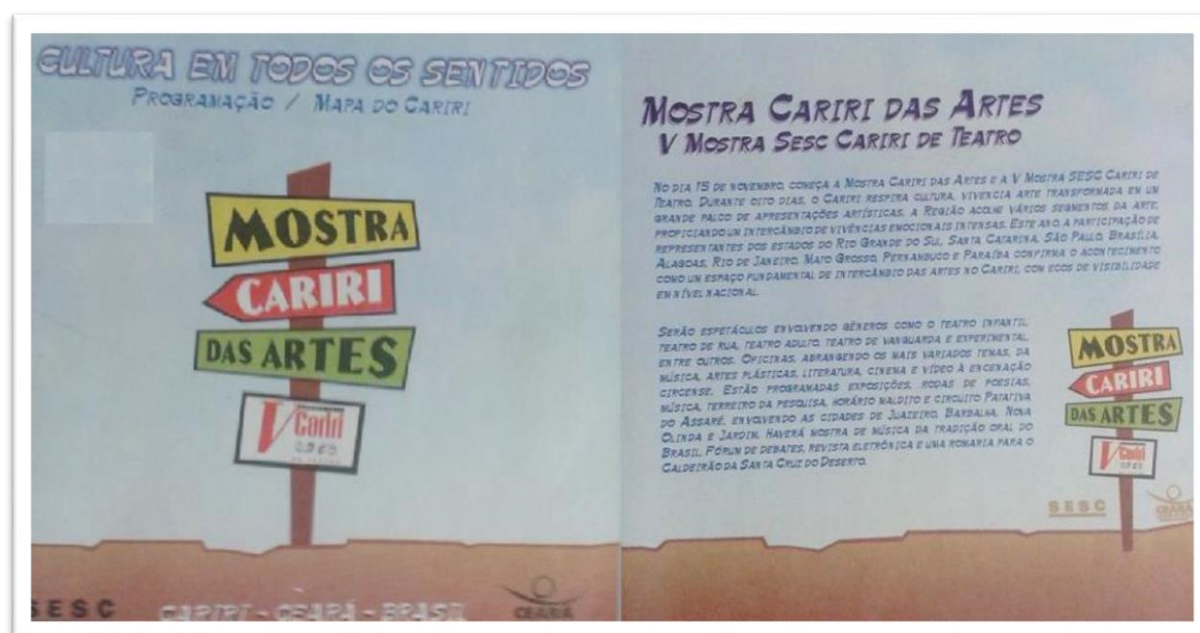 CULTURA EM TODOS OS SENTIDOS
PROGRAMAÇÃO / MAPA DO CARIRI
MOSTRA
CARIRI
DAS ARTES
V Cariri
SESC
CARIRI - CEARÁ - BRASIL
CEARÁ
MOSTRA CARIRI DAS ARTES
V MOSTRA SESC CARIRI DE TEATRO
NO DIA 15 DE NOVEMBRO, COMEÇA A MOSTRA CARIRI DAS ARTES E A V MOSTRA SESC CARIRI DE
TEATRO. DURANTE OITO DIAS, O CARIRI RESPIRA CULTURA, VIVENCIA ARTE TRANSFORMADA EM UM
GRANDE PALCO DE APRESENTAÇÕES ARTÍSTICAS, A REGIÃO ACOLHE VÁRIOS SEGMENTOS DA ARTE,
PROPICIANDO UM INTERCÂMBIO DE VIVÊNCIAS EMOCIONAIS INTENSAS. ESTE ANO, A PARTICIPAÇÃO DE
REPRESENTANTES DOS ESTADOS DO RIO GRANDE DO SUL, SANTA CATARINA, SÃO PAULO, BRASÍLIA,
ALAGOAS, RIO DE JANEIRO, MATO GROSSO, PERNAMBUCO E PARAÍBA CONFIRMA O ACONTECIMENTO
COMO UM ESPAÇO FUNDAMENTAL DE INTERCÂMBIO DAS ARTES NO CARIRI, COM ECOS DE VISIBILIDADE
EM NÍVEL NACIONAL.
SERÃO ESPETÁCULOS ENVOLVENDO GÊNEROS COMO O TEATRO INFANTIL,
TEATRO DE RUA, TEATRO ADULTO, TEATRO DE VANGUARDA E EXPERIMENTAL,
ENTRE OUTROS. OFICINAS, ABRANGENDO OS MAIS VARIADOS TEMAS, DA
MÚSICA, ARTES PLÁSTICAS, LITERATURA, CINEMA E VÍDEO À ENCENAÇÃO
CIRCENSE. ESTÃO PROGRAMADAS EXPOSIÇÕES, RODAS DE POESIAS,
MÚSICA, TERREIRO DA PESQUISA, HORÁRIO MALDITO E CIRCUITO PATATIVA
DO ASSARÉ, ENVOLVENDO AS CIDADES DE JUAZEIRO, BARBALHA, NOVA
OLINDA E JARDIM. HAVERÁ MOSTRA DE MÚSICA DA TRADIÇÃO ORAL DO
BRASIL, FÓRUM DE DEBATES, REVISTA ELETRÔNICA E UMA ROMARIA PARA O
CALDEIRÃO DA SANTA CRUZ DO DESERTO.
MOSTRA
CARIRI
DAS ARTES
V Cariri
SESC
CEARÁ